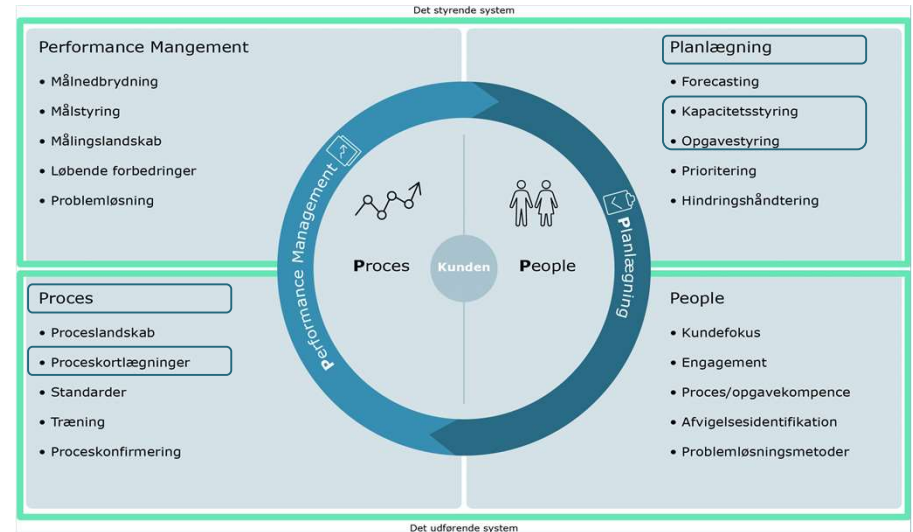 Det styrende system
Performance Mangement
• Målnedbrydning
• Målstyring
• Målingslandskab
• Løbende forbedringer
• Problemløsning
Planlægning
• Forecasting
• Kapacitetsstyring
• Opgavestyring
• Prioritering
• Hindringshåndtering
Performance Management
Planlægning
Proces
Kunden
People
Proces
• Proceslandskab
• Proceskortlægninger
• Standarder
• Træning
• Proceskonfirmering
People
• Kundefokus
• Engagement
• Proces/opgavekompence
• Afvigelsesidentifikation
• Problemløsningsmetoder
Det udførende system